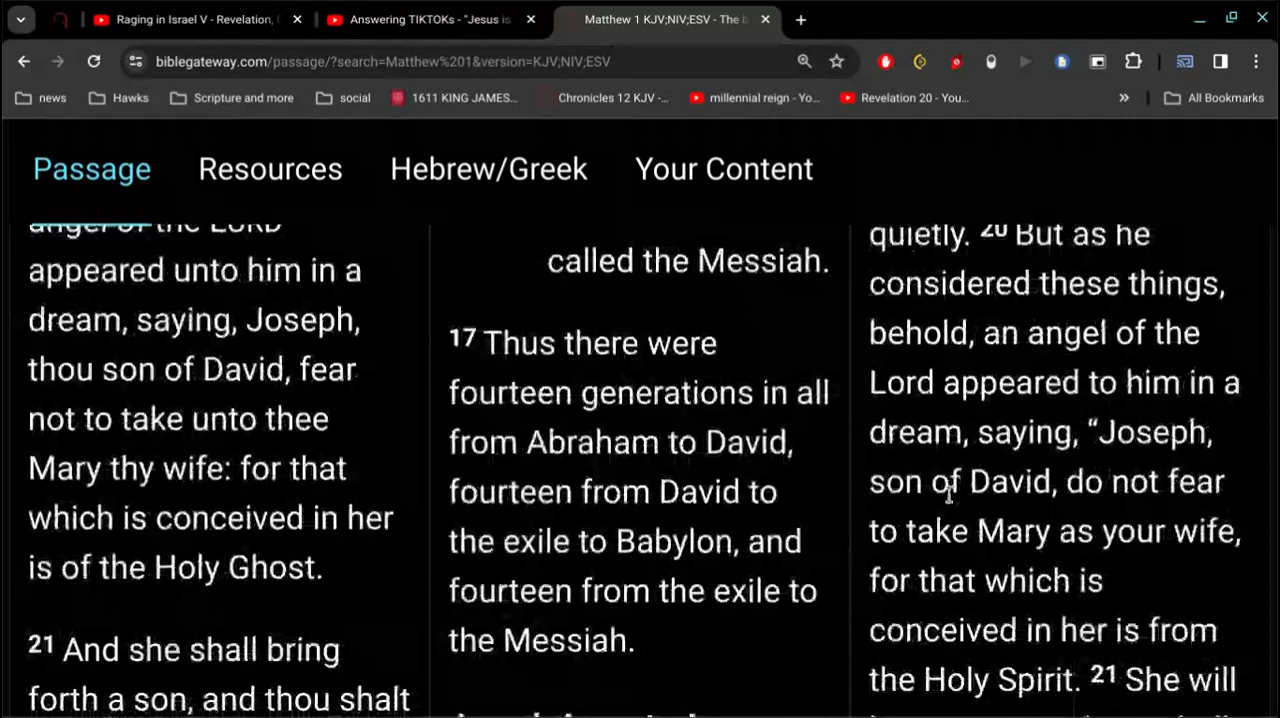 Raging in Israel V - Revelation,
Answering TIKTOKs - "Jesus is
Matthew 1 KJV;NIV;ESV - The b
biblegateway.com/passage/?search=Matthew%201&version=KJV,NIV,ESV
news
Hawks
Scripture and more
social
1611 KING JAMES...
Chronicles 12 KJV -...
millennial reign - Yo...
Revelation 20 - You...
»
All Bookmarks
Passage
Resources
Hebrew/Greek
Your Content
angel of the LORD
appeared unto him in a
dream, saying, Joseph,
thou son of David, fear
not to take unto thee
Mary thy wife: for that
which is conceived in her
is of the Holy Ghost.
21 And she shall bring
forth a son, and thou shalt
called the Messiah.
17 Thus there were
fourteen generations in all
from Abraham to David,
fourteen from David to
the exile to Babylon, and
fourteen from the exile to
the Messiah.
quietly. 20 But as he
considered these things,
behold, an angel of the
Lord appeared to him in a
dream, saying, “Joseph,
son of David, do not fear
to take Mary as your wife,
for that which is
conceived in her is from
the Holy Spirit. 21 She will